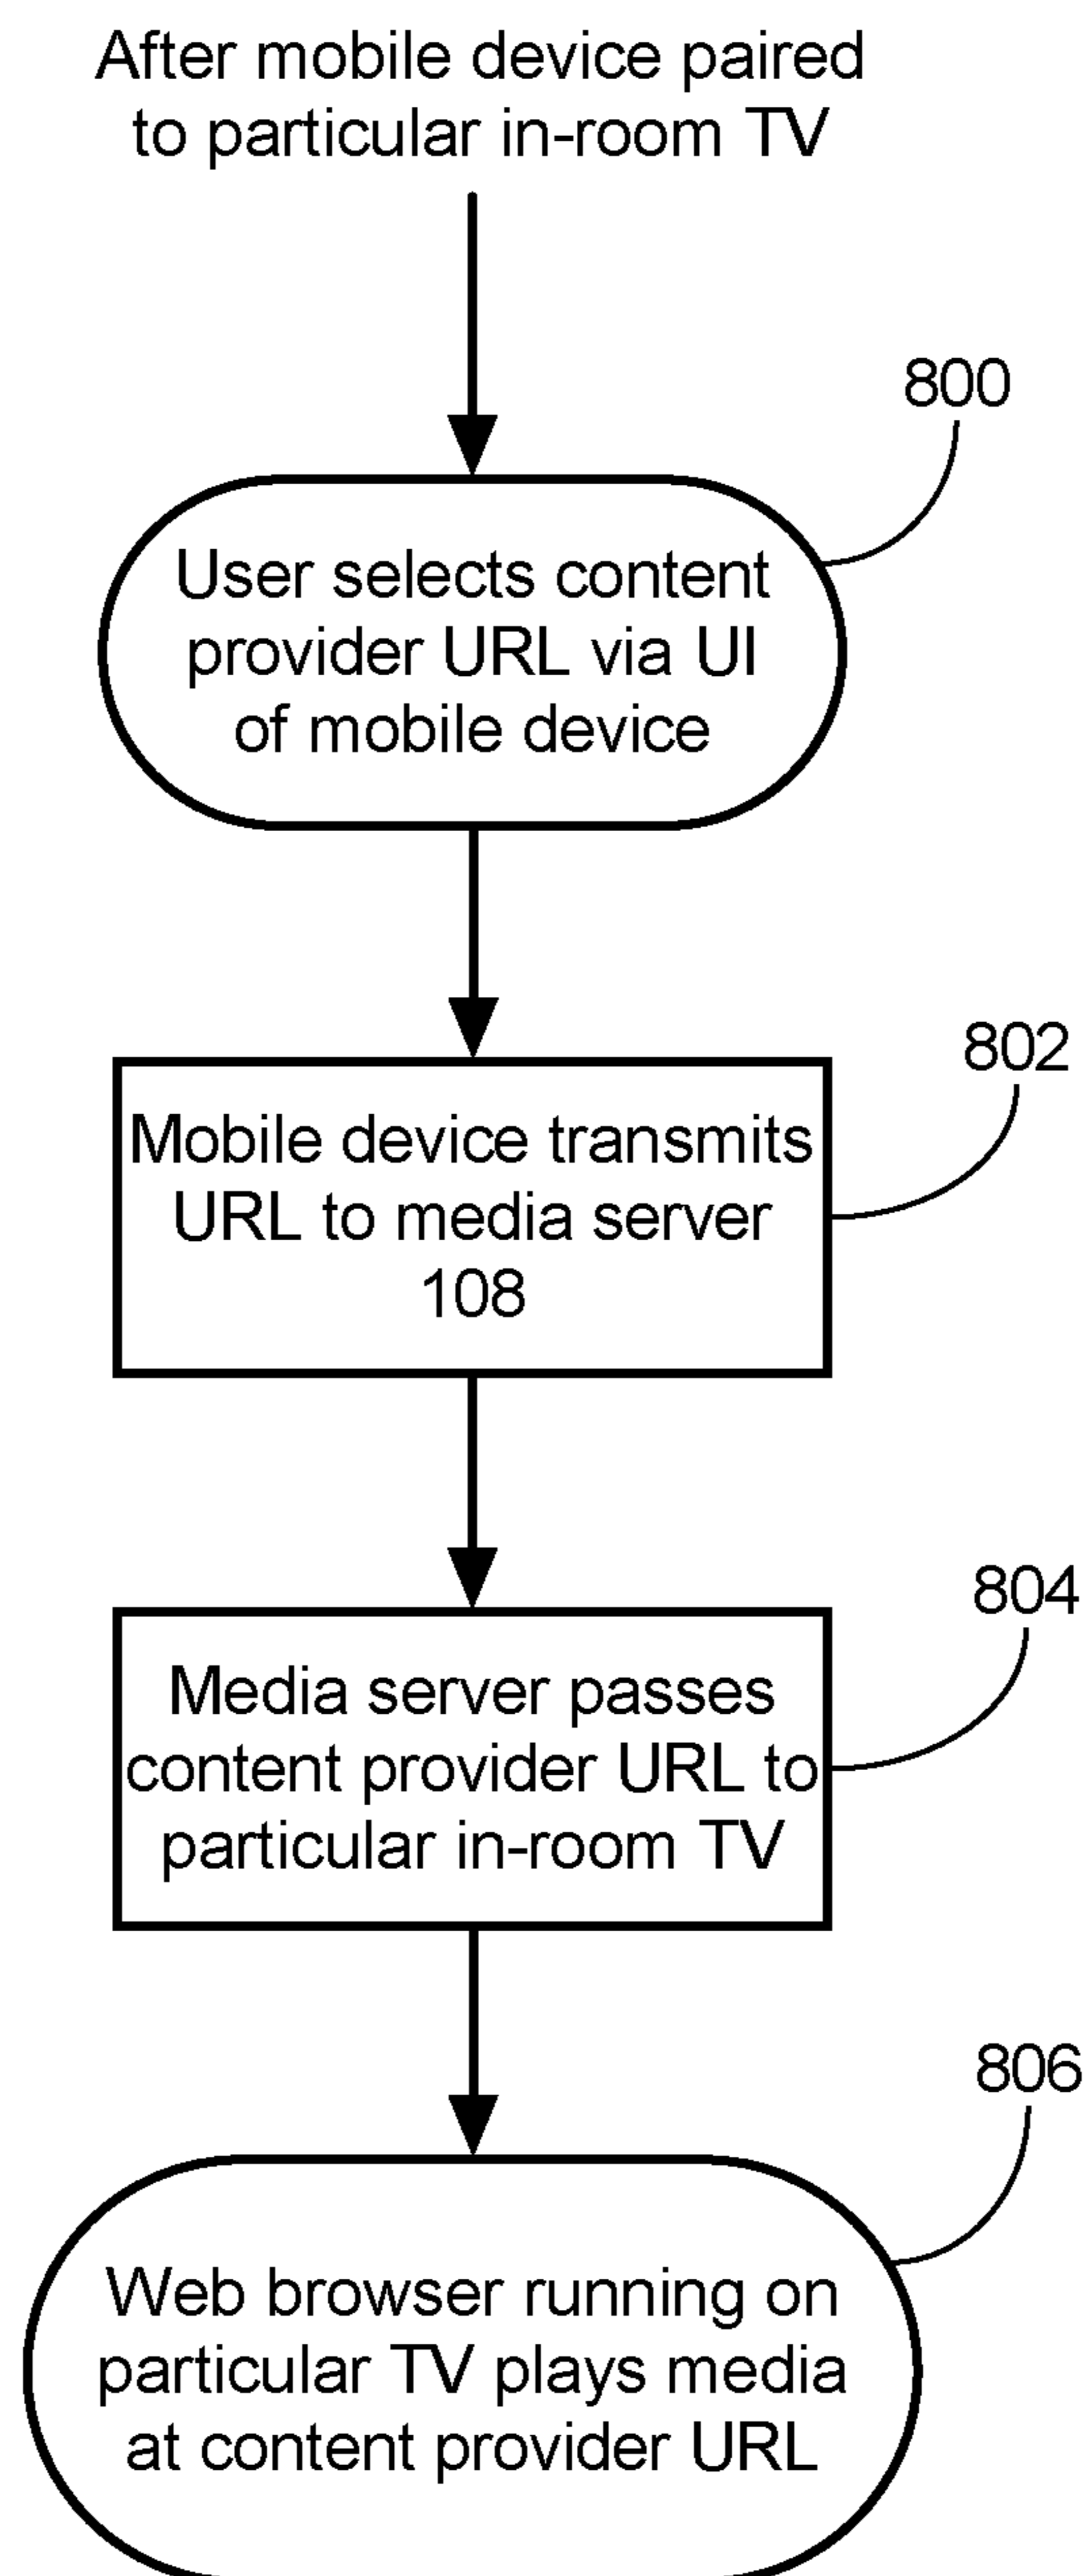 After mobile device paired
to particular in-room TV
800
User selects content
provider URL via UI
of mobile device
802
Mobile device transmits
URL to media server
108
804
Media server passes
content provider URL to
particular in-room TV
806
Web browser running on
particular TV plays media
at content provider URL